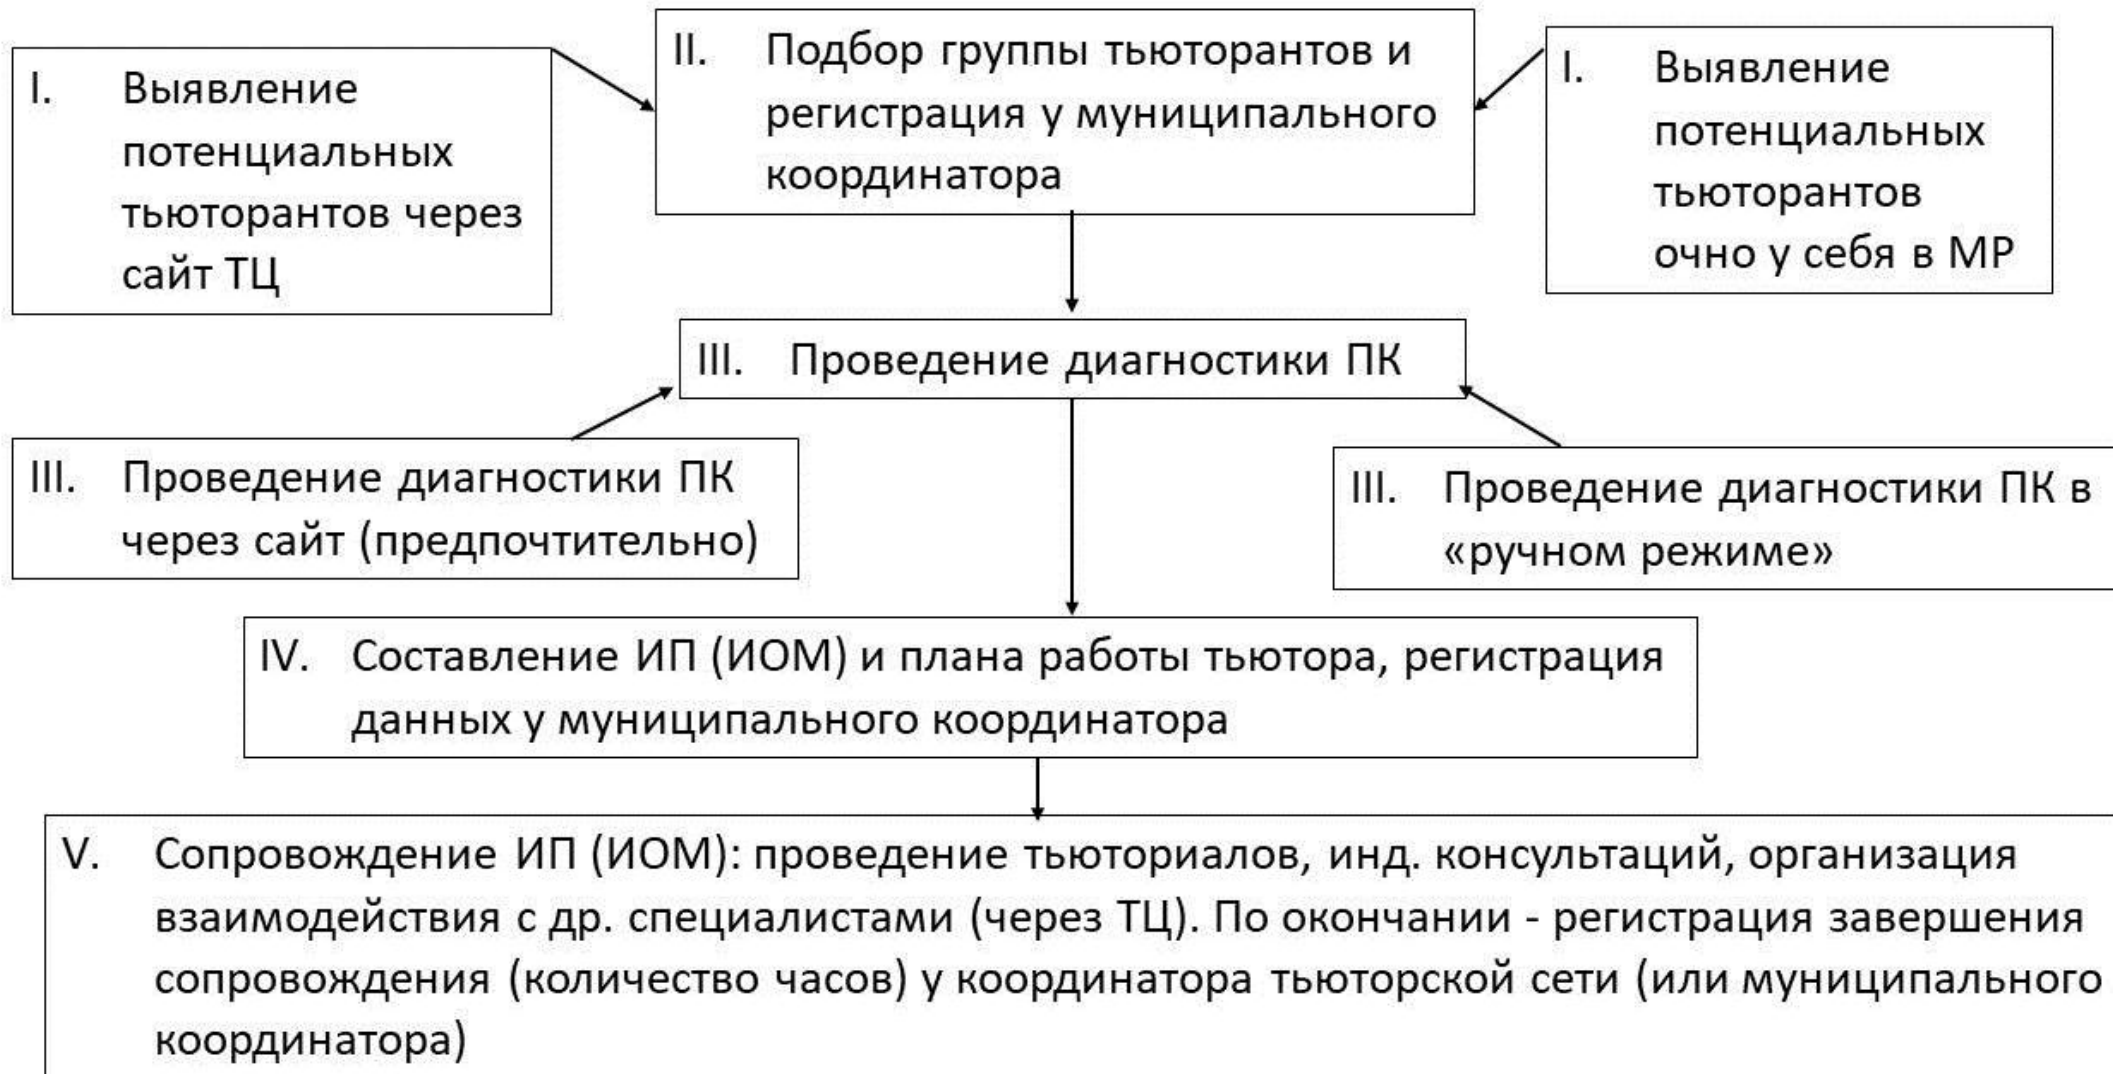 I. Выявление
потенциальных
тьюторантов через
сайт ТЦ
II. Подбор группы тьюторантов и
регистрация у муниципального
координатора
I. Выявление
потенциальных
тьюторантов
очно у себя в МР
III. Проведение диагностики ПК
III. Проведение диагностики ПК
через сайт (предпочтительно)
III. Проведение диагностики ПК в
«ручном режиме»
IV. Составление ИП (ИОМ) и плана работы тьютора, регистрация
данных у муниципального координатора
V. Сопровождение ИП (ИОМ): проведение тьюториалов, инд. консультаций, организация
взаимодействия с др. специалистами (через ТЦ). По окончании - регистрация завершения
сопровождения (количество часов) у координатора тьюторской сети (или муниципального
координатора)